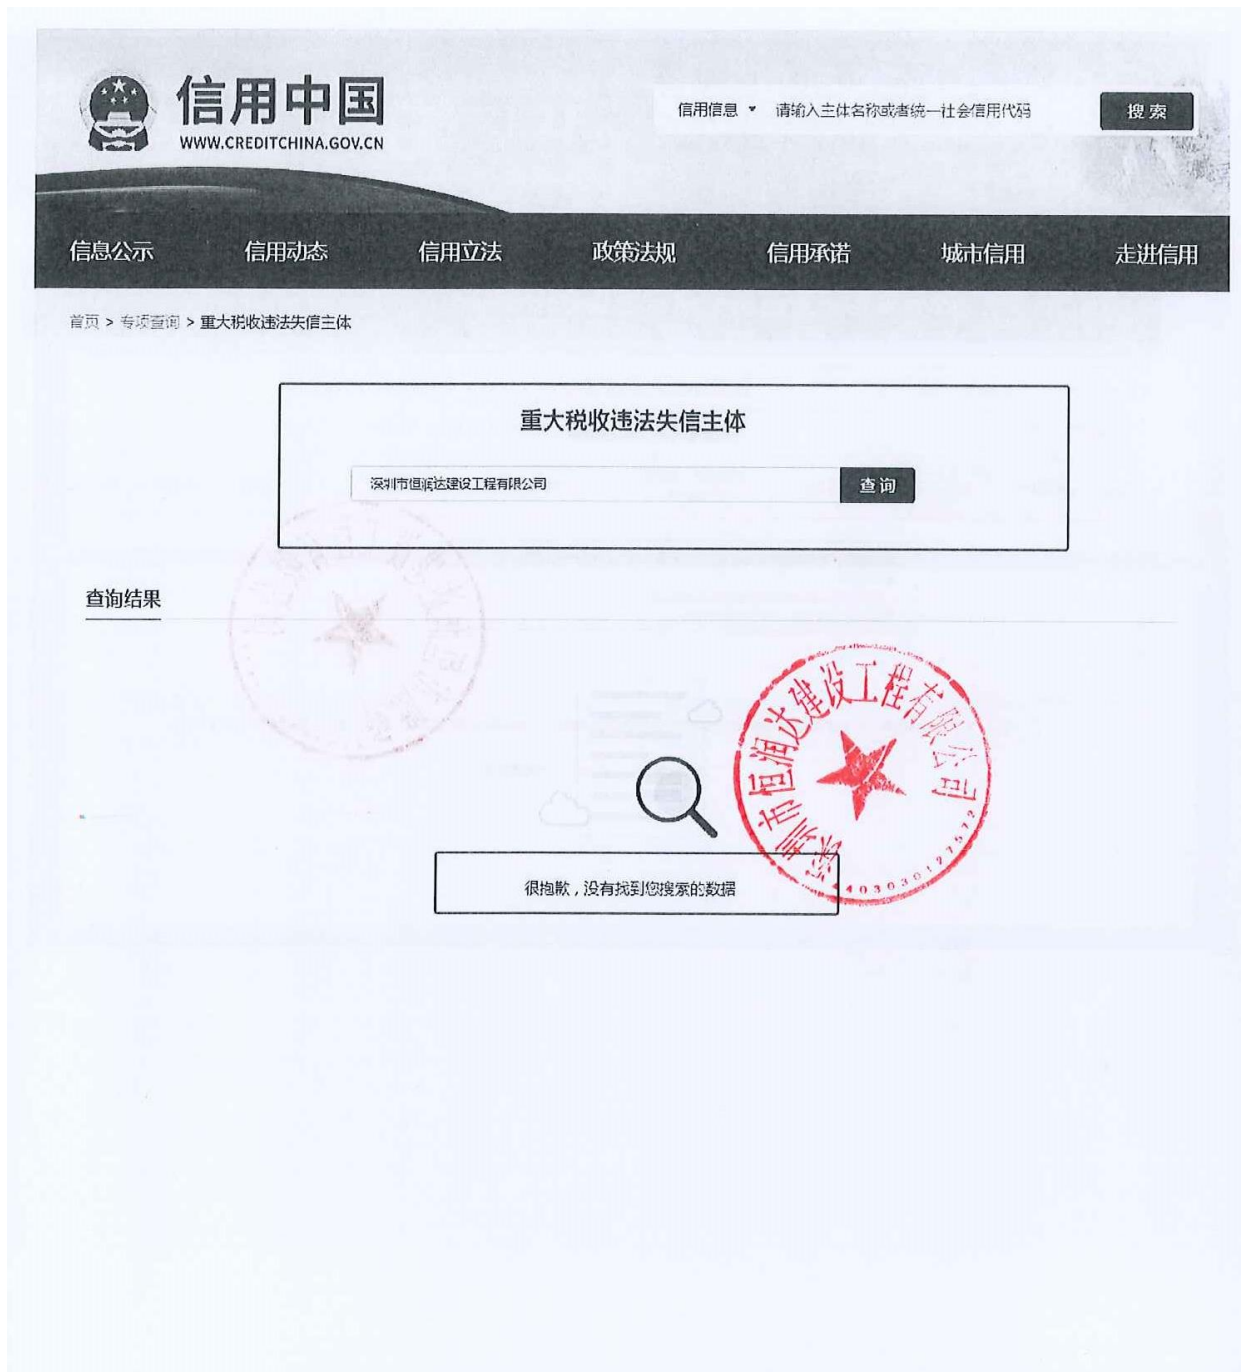 信用中国
WWW.CREDITCHINA.GOV.CN
信用信息 请输入主体名称或者统一社会信用代码 搜索
信息公示 信用动态 信用立法 政策法规 信用承诺 城市信用 走进信用
首页 > 专项查询 > 重大税收违法失信主体
重大税收违法失信主体
深圳市恒润达建设工程有限公司 查询
查询结果
深圳市恒润达建设工程有限公司
4403030127572
很抱歉，没有找到您搜索的数据